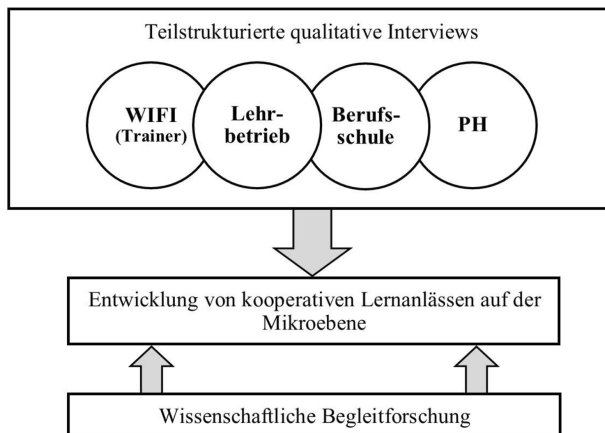 Teilstrukturierte qualitative Interviews
WIFI
(Trainer)
Lehr-
betrieb
Berufs-
schule
PH
Entwicklung von kooperativen Lernanlässen auf der
Mikroebene
Wissenschaftliche Begleitforschung